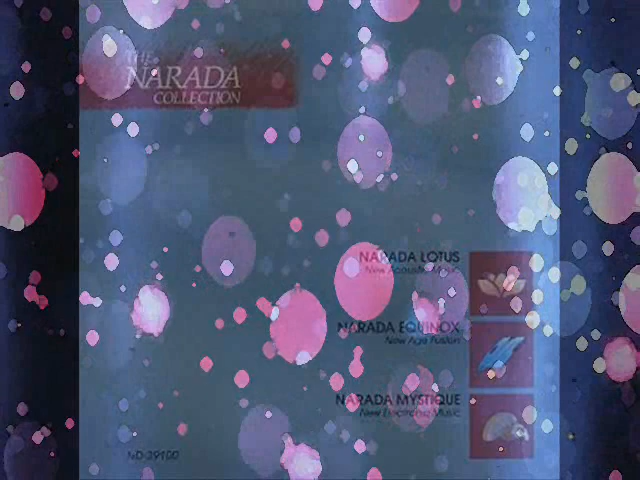 THE
NARADA
COLLECTION
NARADA LOTUS
New Acoustic Music
NARADA EQUINOX
New Age Fusion
NARADA MYSTIQUE
New Electronic Music
ND-39100